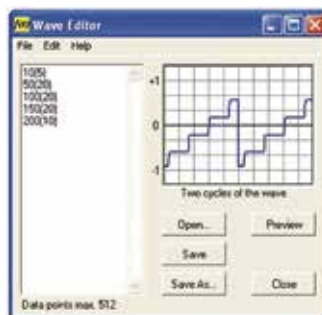 Wave Editor
File Edit Help
10(5)
50(20)
100(20)
150(20)
200(10)
+1
0
-1
Two cycles of the wave
Open...
Preview
Save
Save As...
Close
Data points max. 512